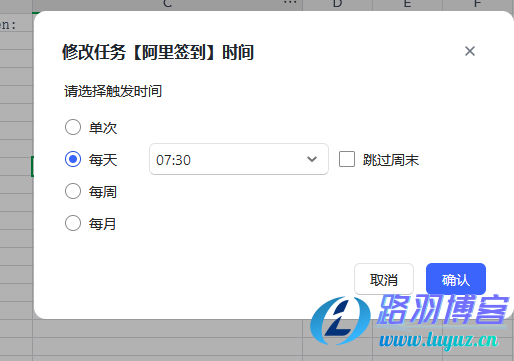 C
D
E
F
en:
修改任务【阿里签到】时间
请选择触发时间
单次
每天 07:30 跳过周末
每周
每月
取消 确认
路羽博客
www.luyuz.cn